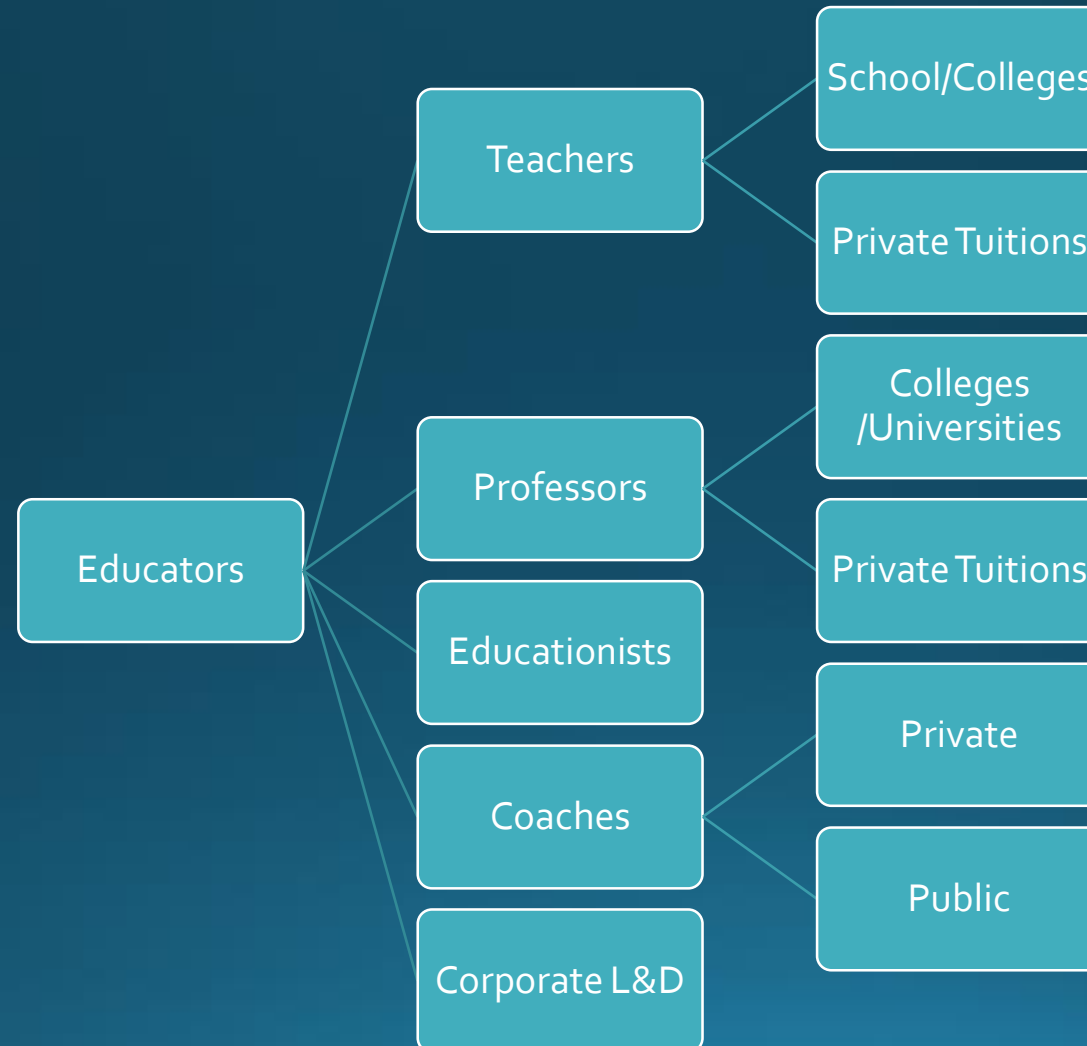 Educators
Teachers
School/Colleges
Private Tuitions
Professors
Colleges
/Universities
Private Tuitions
Educationists
Coaches
Private
Public
Corporate L&D